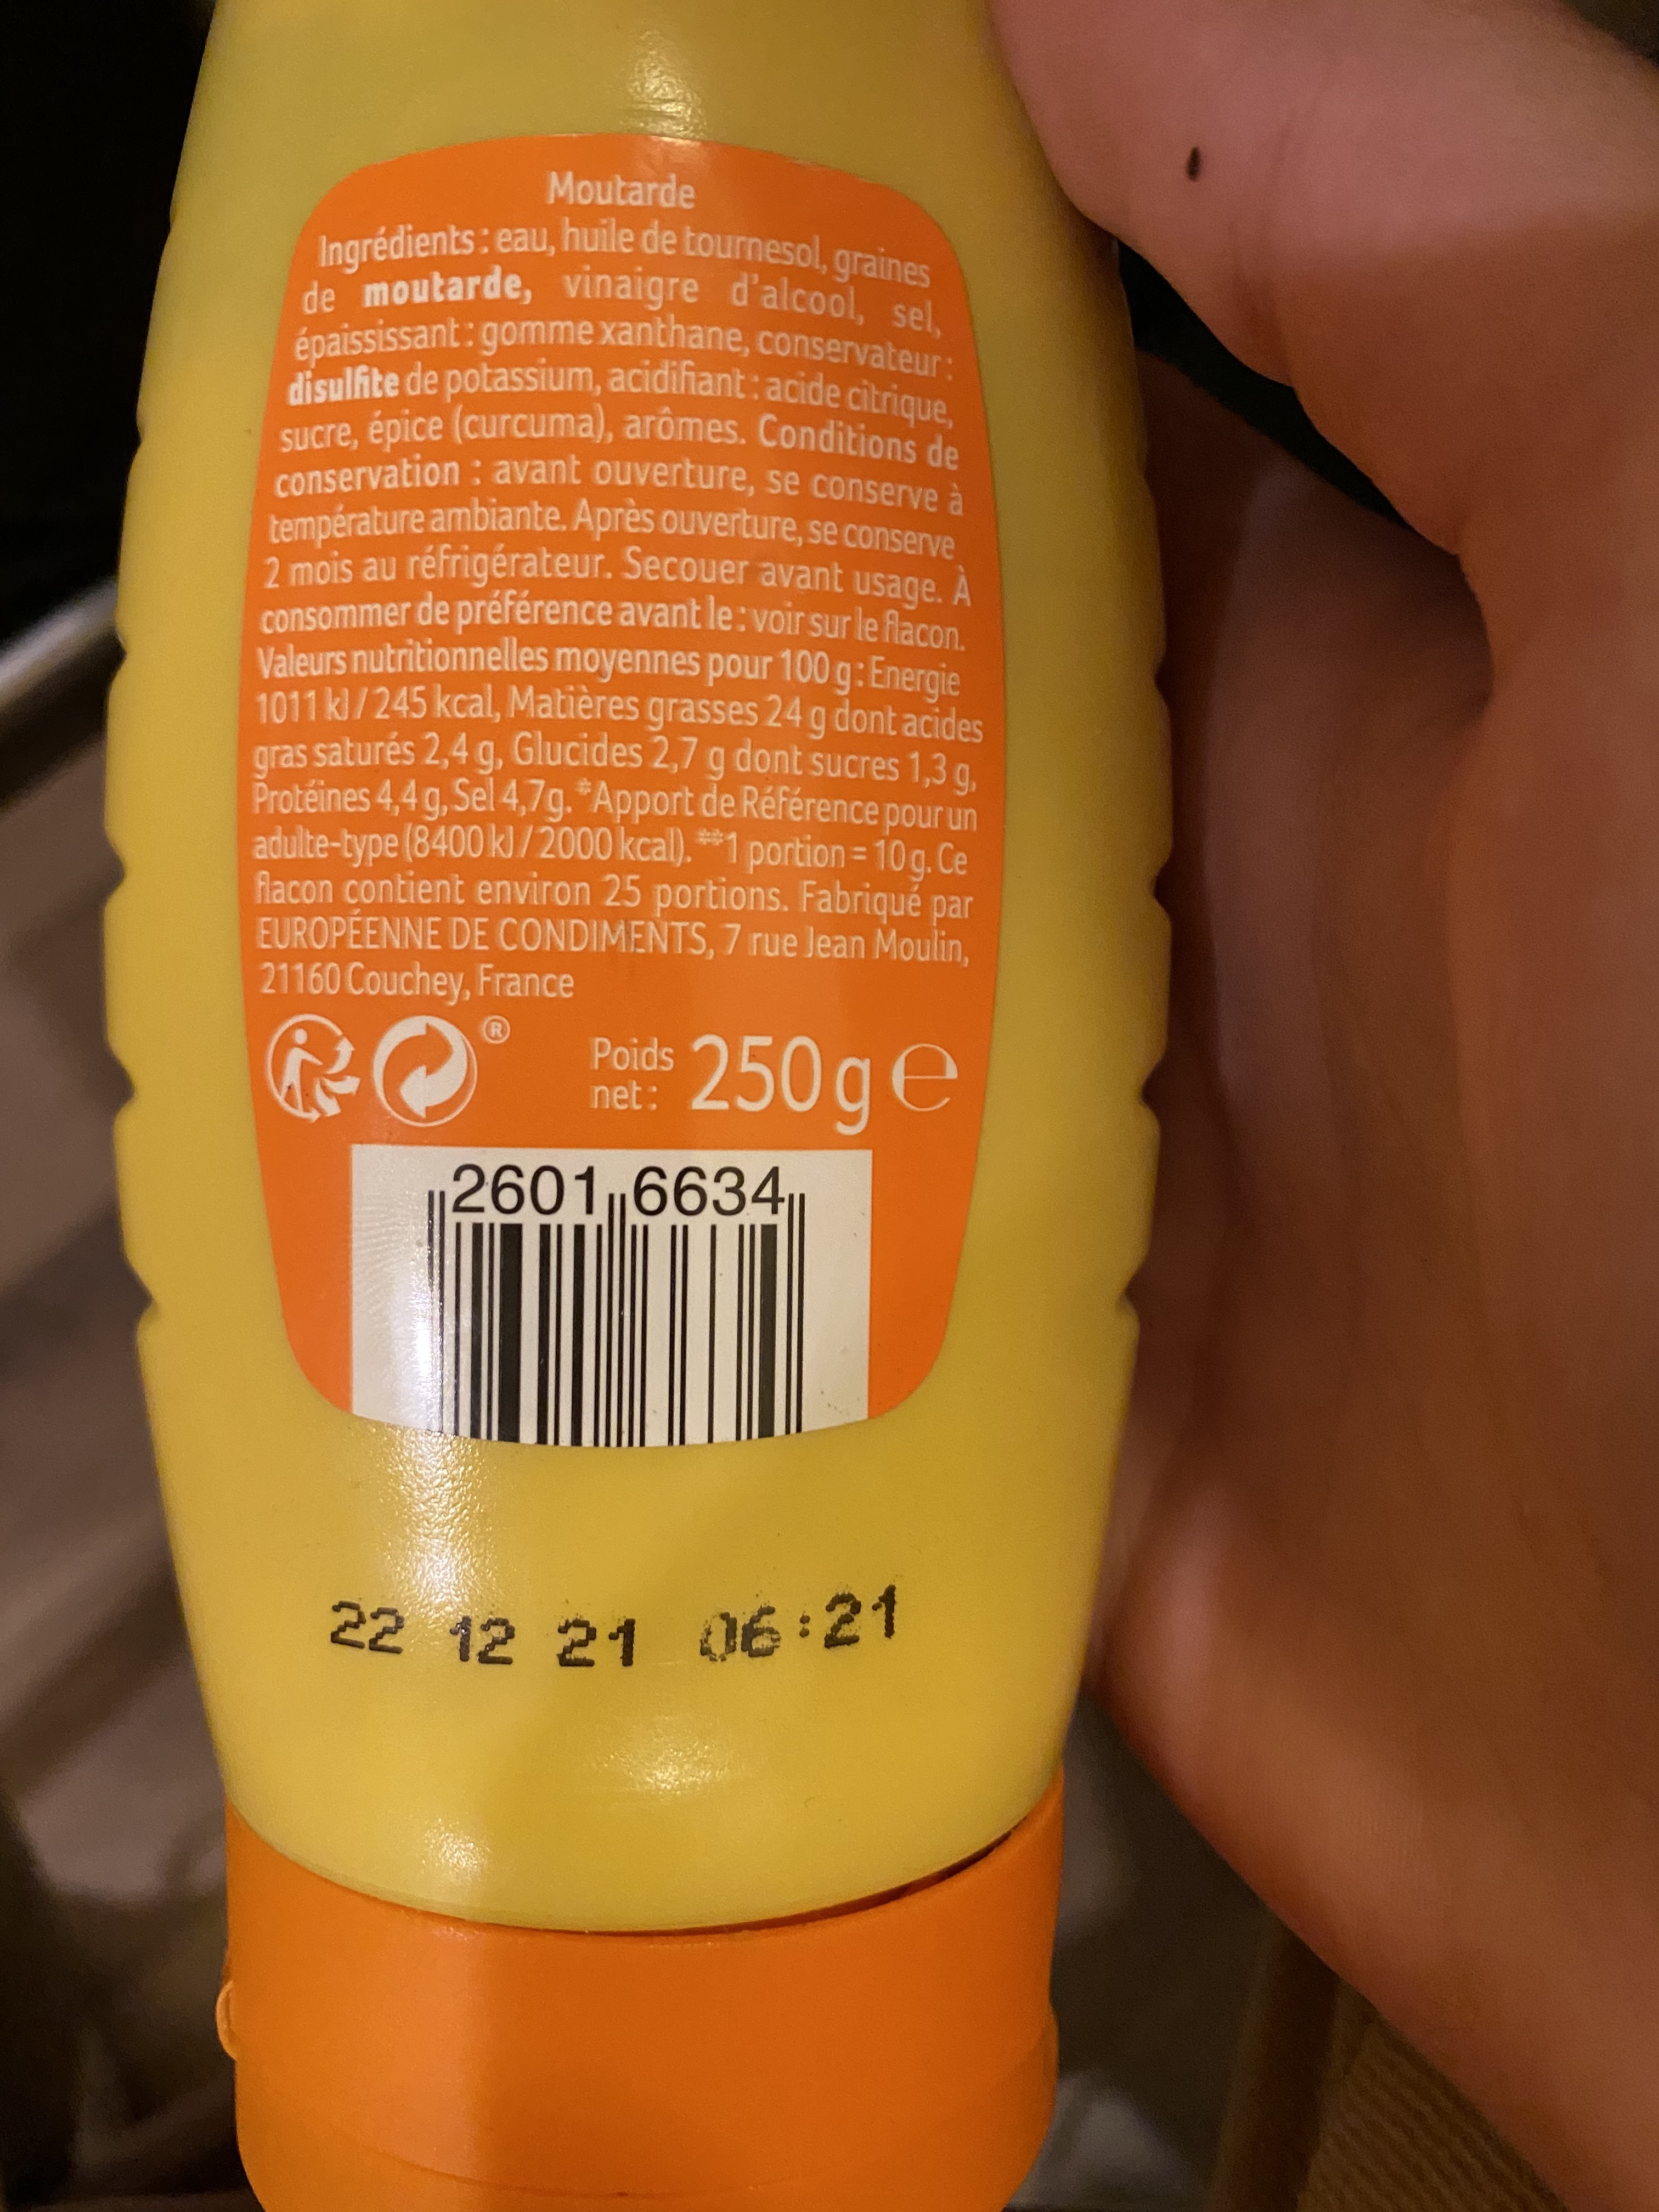 Moutarde
Ingrédients : eau, huile de tournesol, graines
de moutarde, vinaigre d'alcool, sel,
épaississant : gomme xanthane, conservateur :
disulfite de potassium, acidifiant : acide citrique,
sucre, épice (curcuma), arômes. Conditions de
conservation : avant ouverture, se conserve à
température ambiante. Après ouverture, se conserve
2 mois au réfrigérateur. Secouer avant usage. À
consommer de préférence avant le : voir sur le flacon.
Valeurs nutritionnelles moyennes pour 100 g : Energie
1011 kJ / 245 kcal, Matières grasses 24 g dont acides
gras saturés 2,4 g, Glucides 2,7 g dont sucres 1,3 g,
Protéines 4,4 g, Sel 4,7g. *Apport de Référence pour un
adulte-type (8400 kJ / 2000 kcal). **1 portion = 10 g. Ce
flacon contient environ 25 portions. Fabriqué par
EUROPÉENNE DE CONDIMENTS, 7 rue Jean Moulin,
21160 Couchey, France
®
Poids
net : 250 g e
2601 6634
22 12 21 06:21